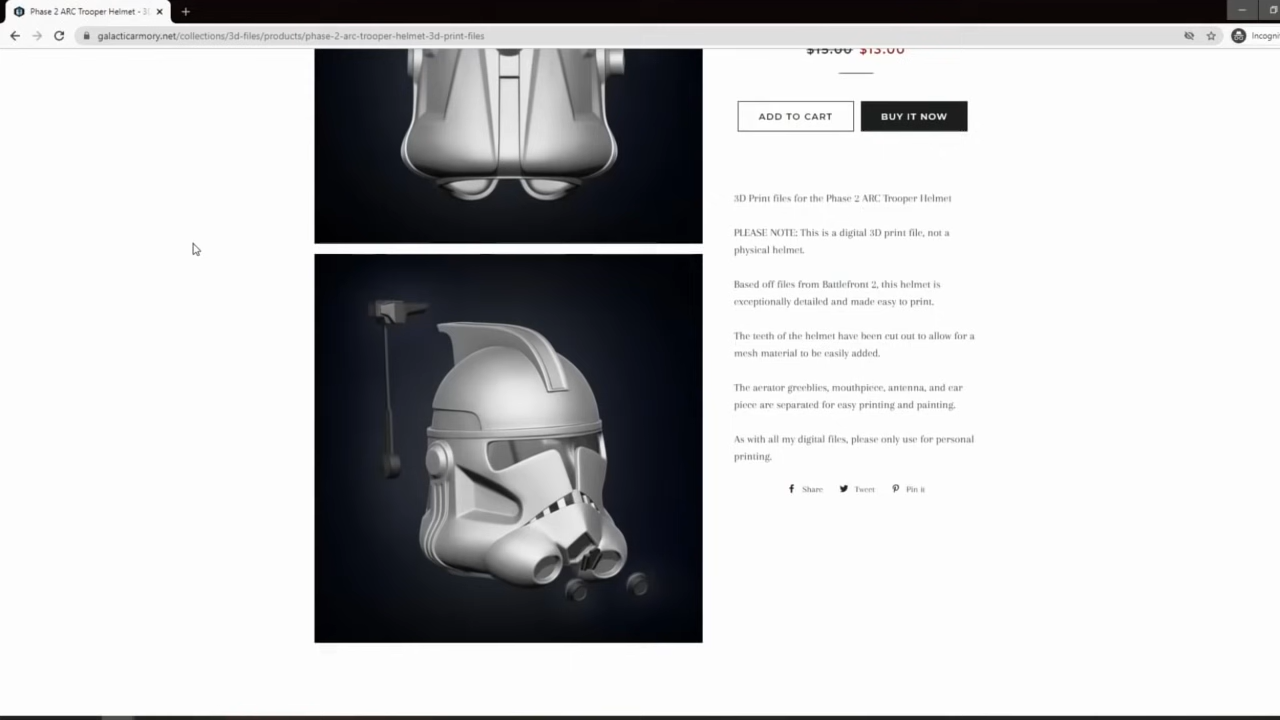 Phase 2 ARC Trooper Helmet - 3D
galacticarmory.net/collections/3d-files/products/phase-2-arc-trooper-helmet-3d-print-files
Incogni
$15.00 $13.00
ADD TO CART
BUY IT NOW
3D Print files for the Phase 2 ARC Trooper Helmet
PLEASE NOTE: This is a digital 3D print file, not a
physical helmet.
Based off files from Battlefront 2, this helmet is
exceptionally detailed and made easy to print.
The teeth of the helmet have been cut out to allow for a
mesh material to be easily added.
The aerator greeblies, mouthpiece, antenna, and ear
piece are separated for easy printing and painting.
As with all my digital files, please only use for personal
printing.
Share
Tweet
Pin it